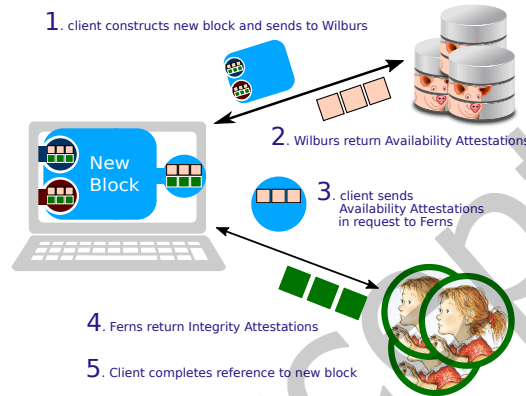 1. client constructs new block and sends to Wilburs
2. Wilburs return Availability Attestations
New
Block
3. client sends
Availability Attestations
in request to Ferns
4. Ferns return Integrity Attestations
5. Client completes reference to new block
cept